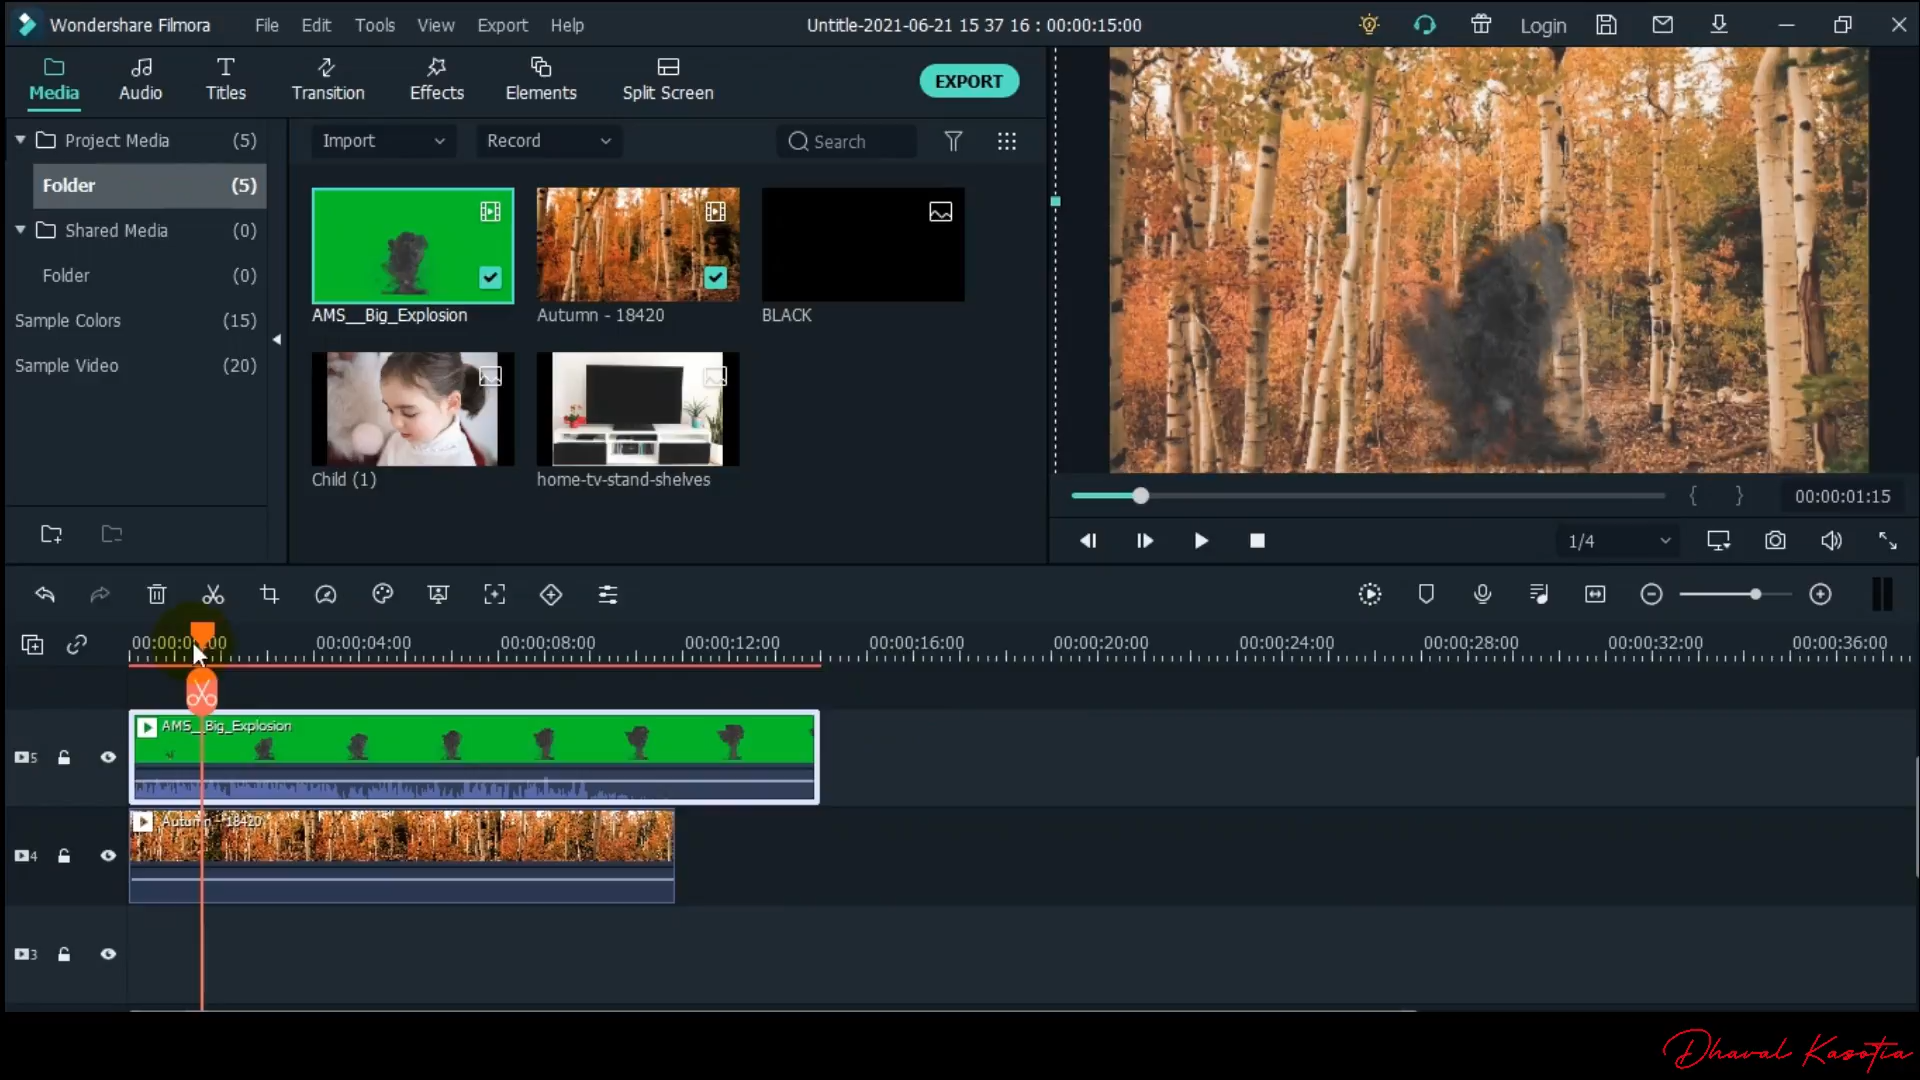 Wondershare Filmora
File
Edit
Tools
View
Export
Help
Untitle-2021-06-21 15 37 16 : 00:00:15:00
Login
Media
Audio
Titles
Transition
Effects
Elements
Split Screen
EXPORT
Project Media (5)
Folder (5)
Shared Media (0)
Folder (0)
Sample Colors (15)
Sample Video (20)
Import
Record
Search
AMS__Big_Explosion
Autumn - 18420
BLACK
Child (1)
home-tv-stand-shelves
{ } 00:00:01:15
1/4
00:00:04:00
00:00:08:00
00:00:12:00
00:00:16:00
00:00:20:00
00:00:24:00
00:00:28:00
00:00:32:00
00:00:36:00
AMS__Big_Explosion
5
Autumn - 18420
4
3
Dhaval Kasotia